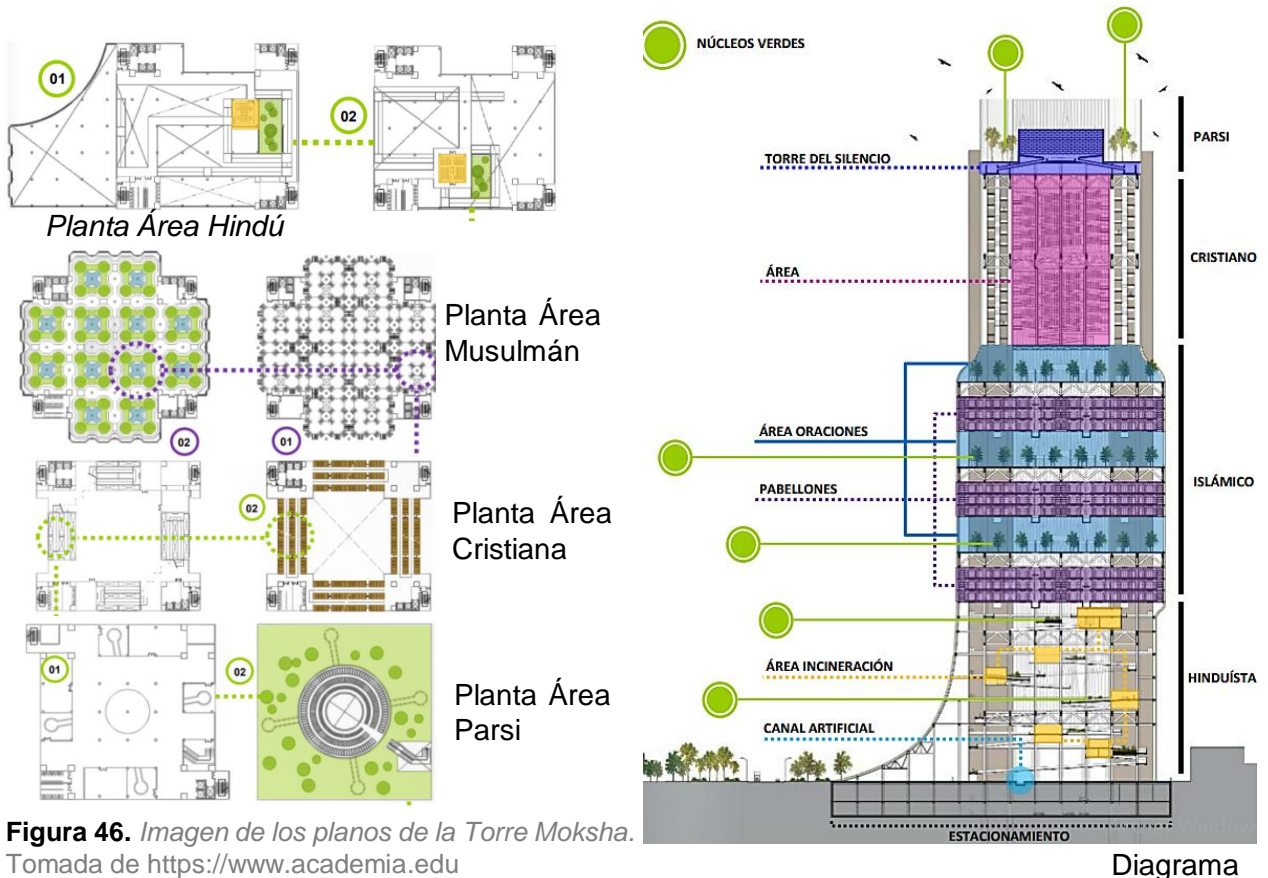 01
02
Planta Área Hindú
Planta Área
Musulmán
02
01
02
Planta Área
Cristiana
01
02
Planta Área
Parsi
Figura 46. Imagen de los planos de la Torre Moksha.
Tomada de https://www.academia.edu
NÚCLEOS VERDES
PARSI
TORRE DEL SILENCIO
CRISTIANO
ÁREA
ÁREA ORACIONES
PABELLONES
ISLÁMICO
ÁREA INCINERACIÓN
HINDUÍSTA
CANAL ARTIFICIAL
ESTACIONAMIENTO
Diagrama